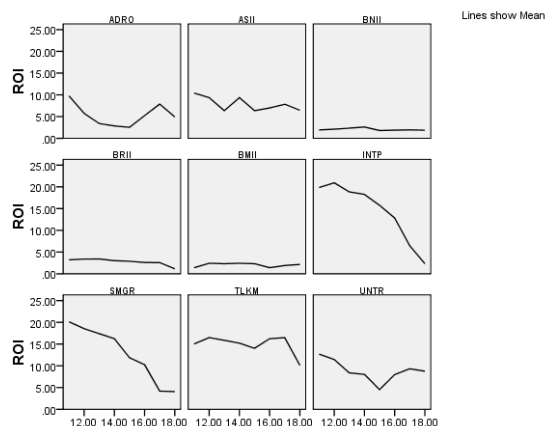 Lines show Mean
ADRO ASII BNII
25.00
20.00
15.00
10.00
5.00
.00
ROI
BRII BMII INTP
25.00
20.00
15.00
10.00
5.00
.00
SMGR TLKM UNTR
25.00
20.00
15.00
10.00
5.00
.00
ROI
12.00 14.00 16.00 18.00 12.00 14.00 16.00 18.00 12.00 14.00 16.00 18.00